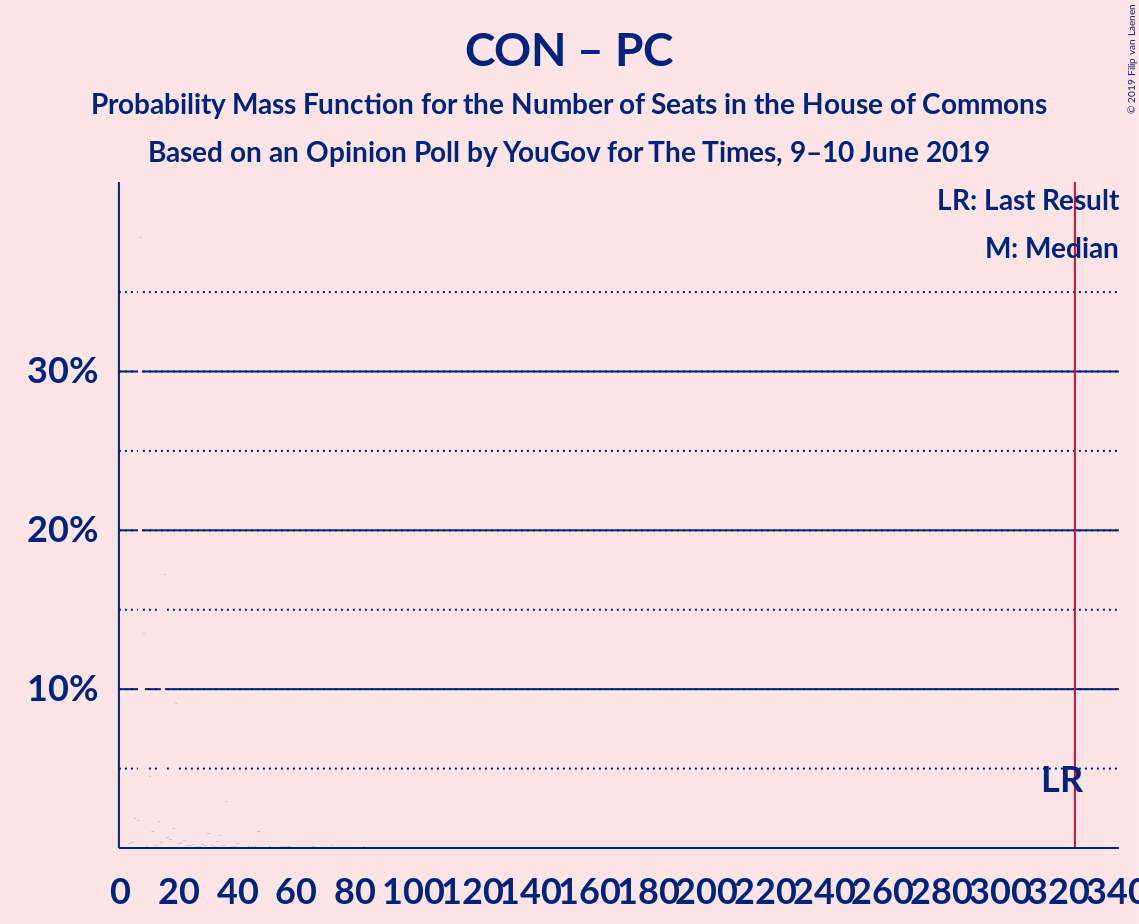 CON – PC
Probability Mass Function for the Number of Seats in the House of Commons
Based on an Opinion Poll by YouGov for The Times, 9–10 June 2019
© 2019 Filip van Laenen
LR: Last Result
M: Median
30%
20%
10%
LR
0 20 40 60 80 100 120 140 160 180 200 220 240 260 280 300 320 340